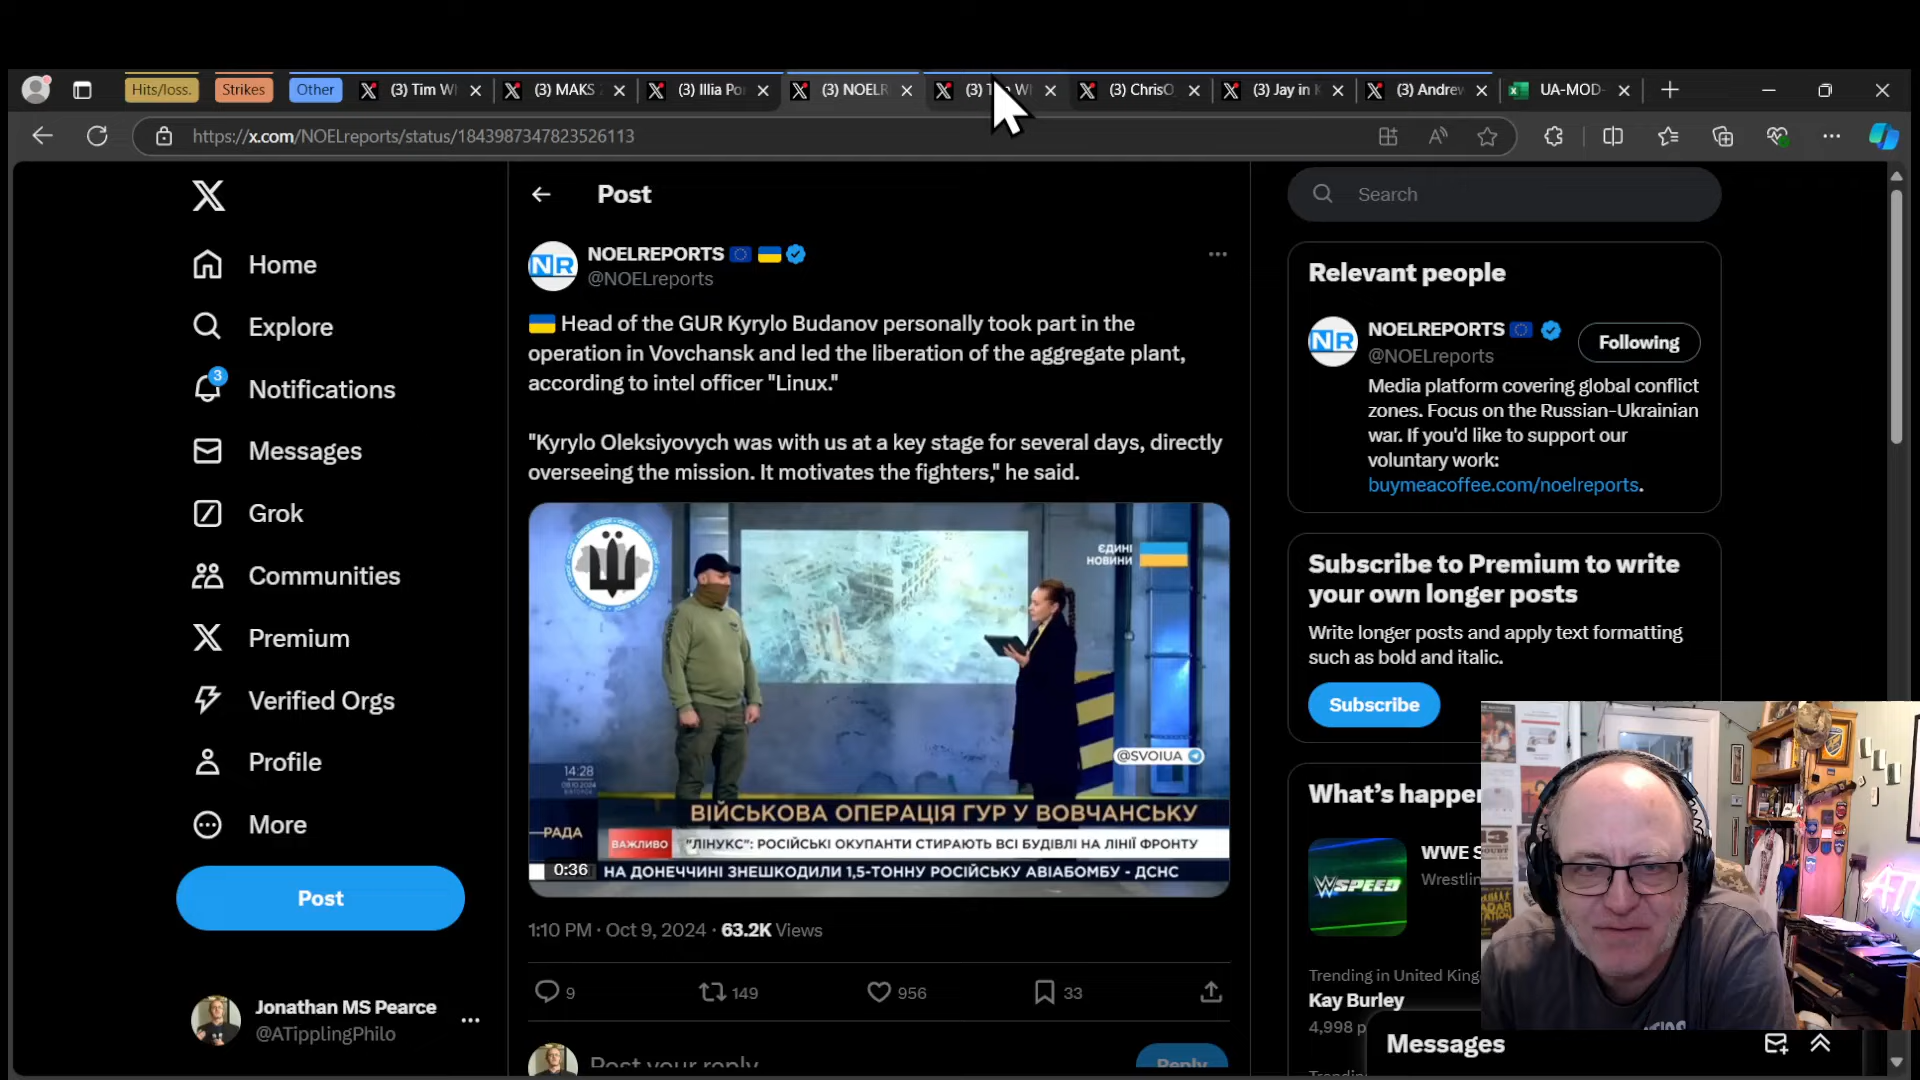 Hits/loss.
Strikes
Other
(3) Tim W
(3) MAKS
(3) Illia Po
(3) NOELR
(3) ChrisO
(3) Jay in
(3) Andrew
UA-MOD-
https://x.com/NOELreports/status/1843987347823526113
Home
Explore
3
Notifications
Messages
Grok
Communities
Premium
Verified Orgs
Profile
More
Post
Jonathan MS Pearce
@ATipplingPhilo
Post
NR
NOELREPORTS
@NOELreports
Head of the GUR Kyrylo Budanov personally took part in the
operation in Vovchansk and led the liberation of the aggregate plant,
according to intel officer "Linux."
"Kyrylo Oleksiyovych was with us at a key stage for several days, directly
overseeing the mission. It motivates the fighters," he said.
ЄДИНІ
НОВИНИ
@SVOIUA
14:28
РАДА
ВІЙСЬКОВА ОПЕРАЦІЯ ГУР У ВОВЧАНСЬКУ
ВАЖЛИВО
"ЛІНУКС": РОСІЙСЬКІ ОКУПАНТИ СТИРАЮТЬ ВСІ БУДІВЛІ НА ЛІНІЇ ФРОНТУ
0:36
НА ДОНЕЧЧИНІ ЗНЕШКОДИЛИ 1,5-ТОННУ РОСІЙСЬКУ АВІАБОМБУ - ДСНС
1:10 PM · Oct 9, 2024 · 63.2K Views
9
149
956
33
Post your reply
Reply
Search
Relevant people
NR
NOELREPORTS
@NOELreports
Following
Media platform covering global conflict
zones. Focus on the Russian-Ukrainian
war. If you'd like to support our
voluntary work:
buymeacoffee.com/noelreports.
Subscribe to Premium to write
your own longer posts
Write longer posts and apply text formatting
such as bold and italic.
Subscribe
What's happe
WWE S
Wrestlin
SPEED
Trending in United King
Kay Burley
4,998 p
Messages